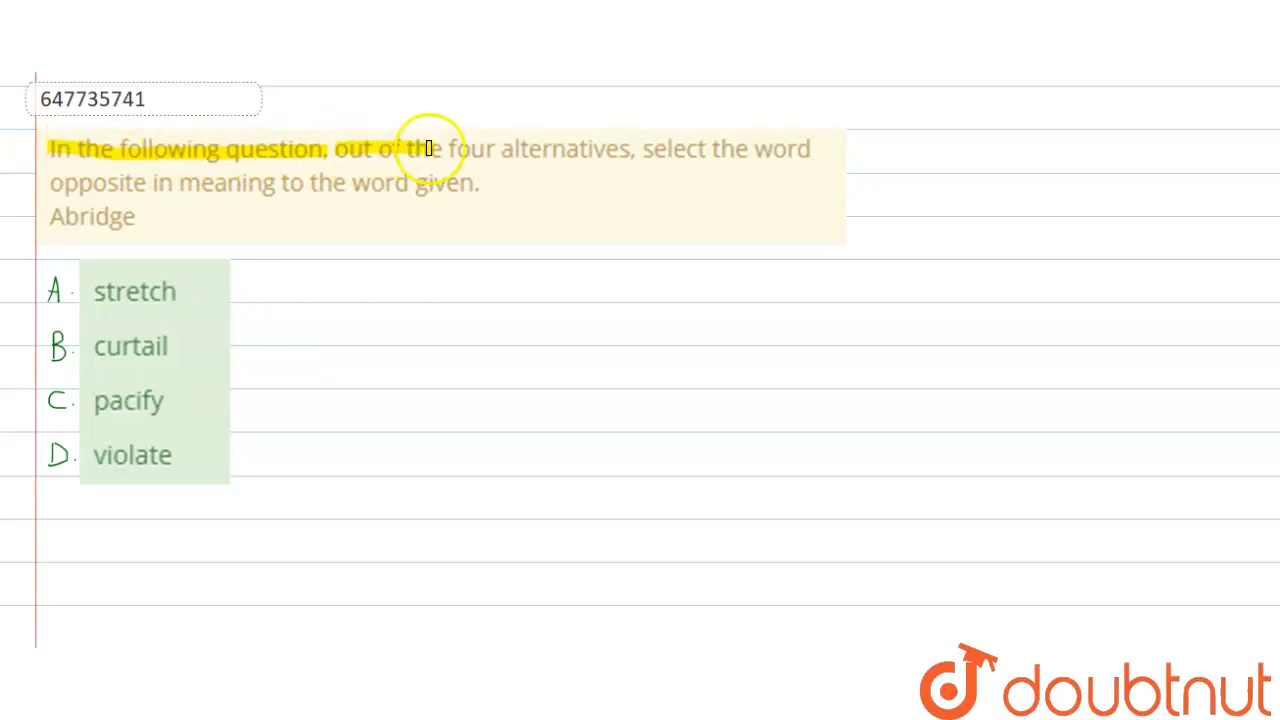 647735741
In the following question, out of the four alternatives, select the word
opposite in meaning to the word given.
Abridge
A. stretch
B. curtail
C. pacify
D. violate
doubtnut